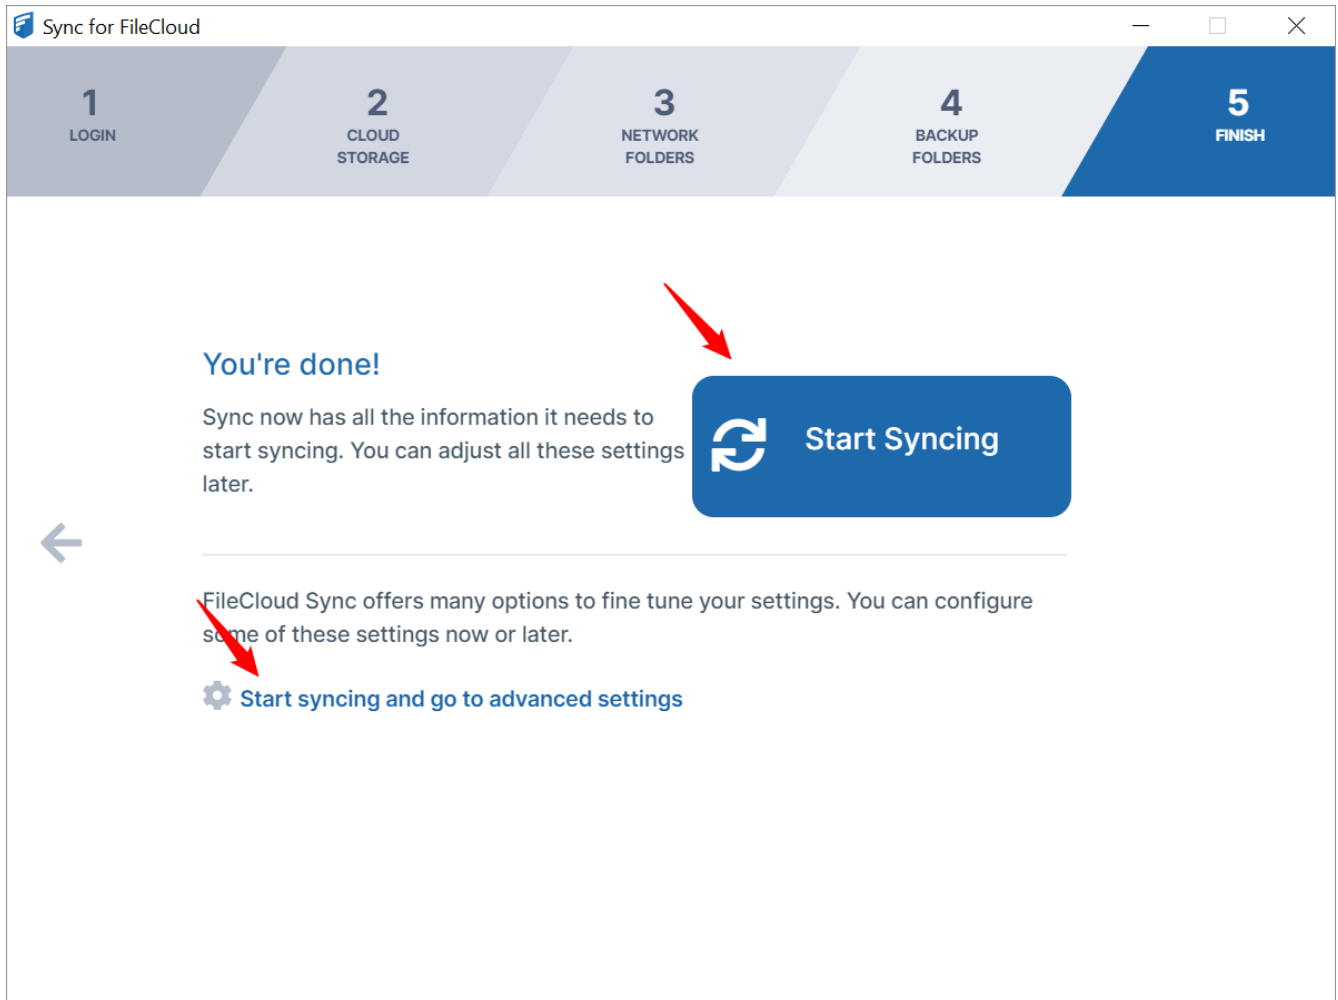 Sync for FileCloud
1
LOGIN
2
CLOUD
STORAGE
3
NETWORK
FOLDERS
4
BACKUP
FOLDERS
5
FINISH
You're done!
Sync now has all the information it needs to
start syncing. You can adjust all these settings
later.
Start Syncing
FileCloud Sync offers many options to fine tune your settings. You can configure
some of these settings now or later.
Start syncing and go to advanced settings